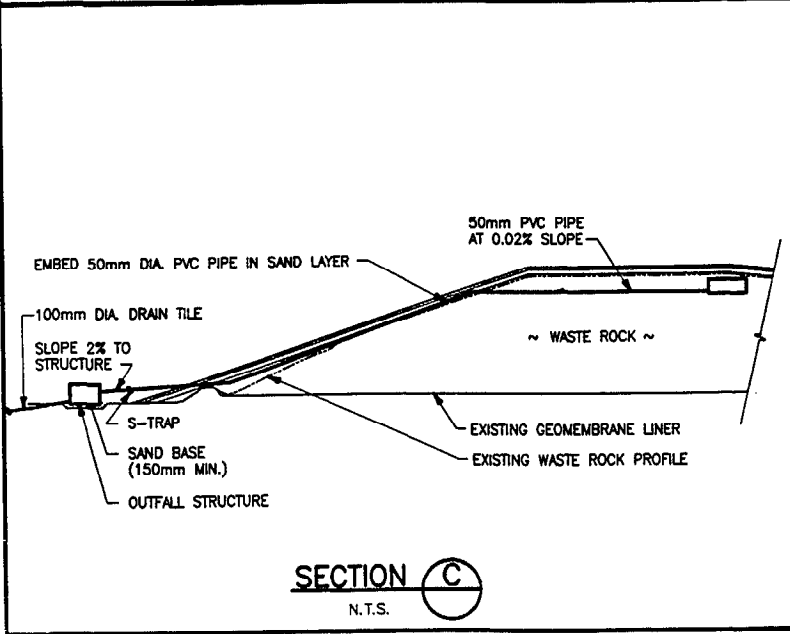 50mm PVC PIPE
AT 0.02% SLOPE
EMBED 50mm DIA. PVC PIPE IN SAND LAYER
100mm DIA. DRAIN TILE
SLOPE 2% TO
STRUCTURE
~ WASTE ROCK ~
S-TRAP
SAND BASE
(150mm MIN.)
OUTFALL STRUCTURE
EXISTING GEOMEMBRANE LINER
EXISTING WASTE ROCK PROFILE
SECTION C
N.T.S.